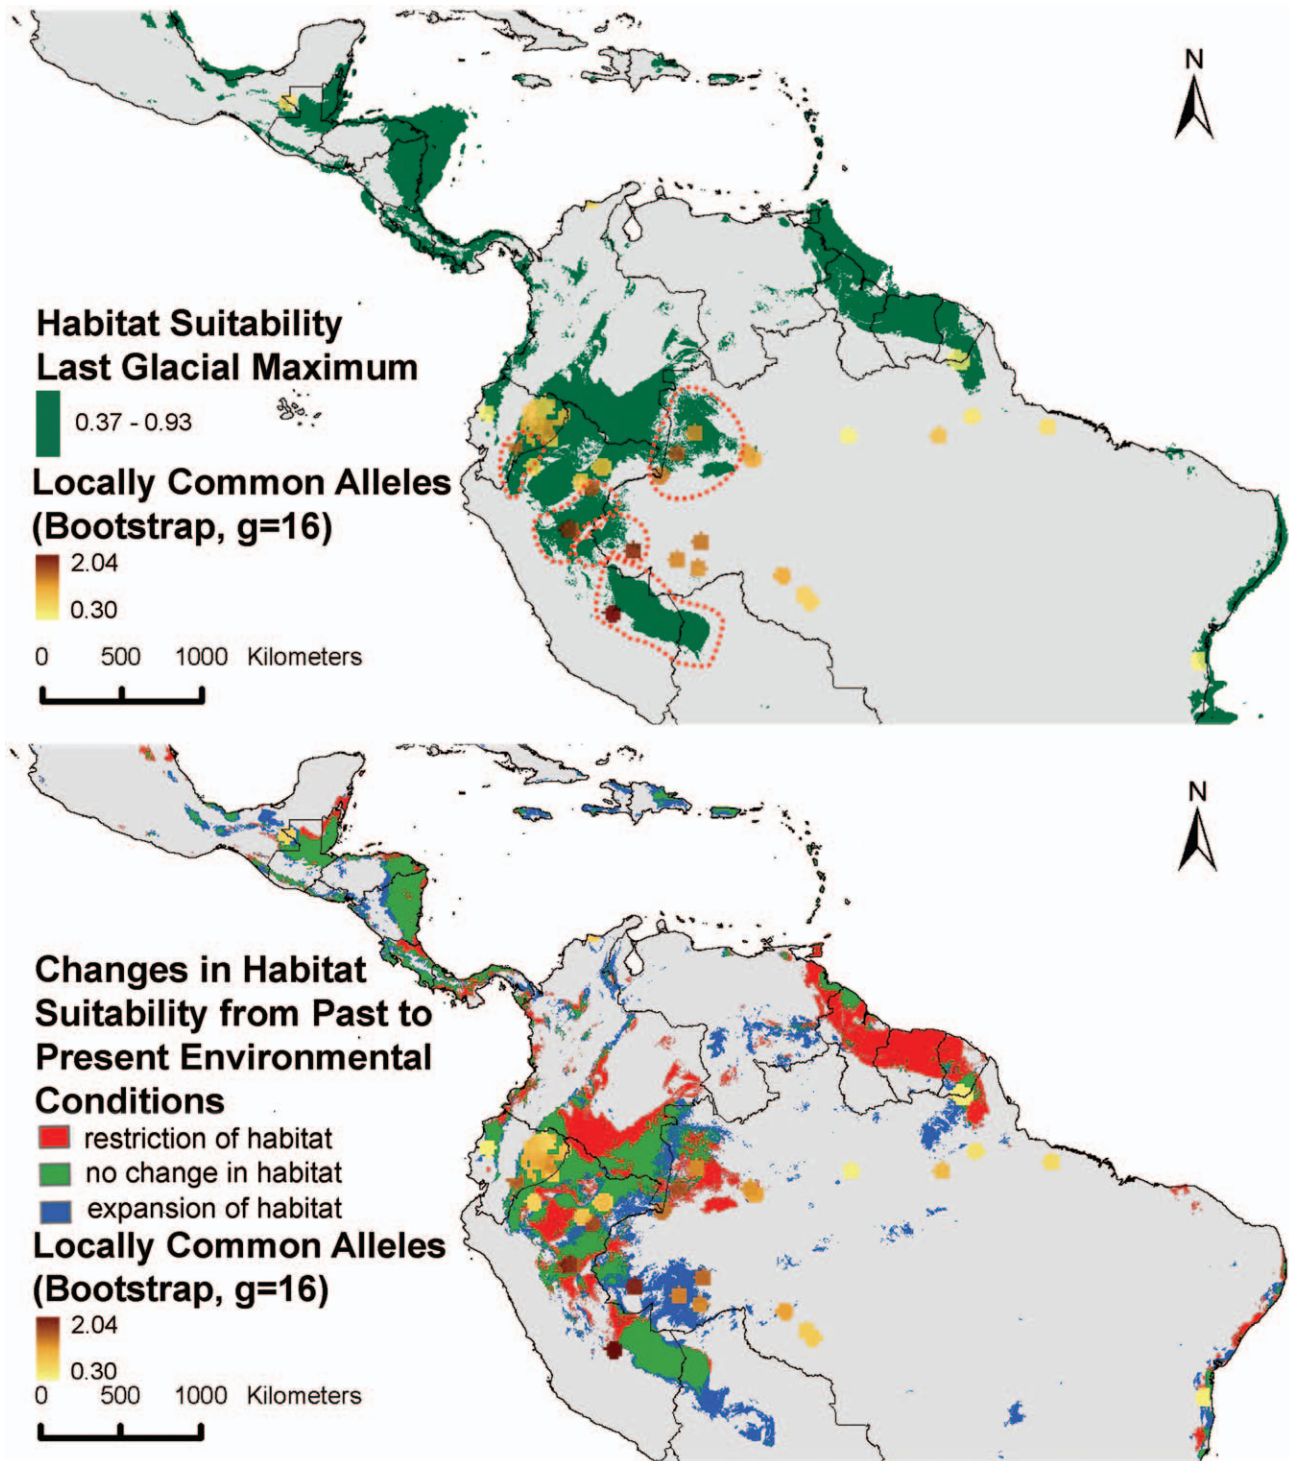 N
Habitat Suitability
Last Glacial Maximum
0.37 - 0.93
Locally Common Alleles
(Bootstrap, g=16)
2.04
0.30
0 500 1000 Kilometers
N
Changes in Habitat
Suitability from Past to
Present Environmental
Conditions
restriction of habitat
no change in habitat
expansion of habitat
Locally Common Alleles
(Bootstrap, g=16)
2.04
0.30
0 500 1000 Kilometers